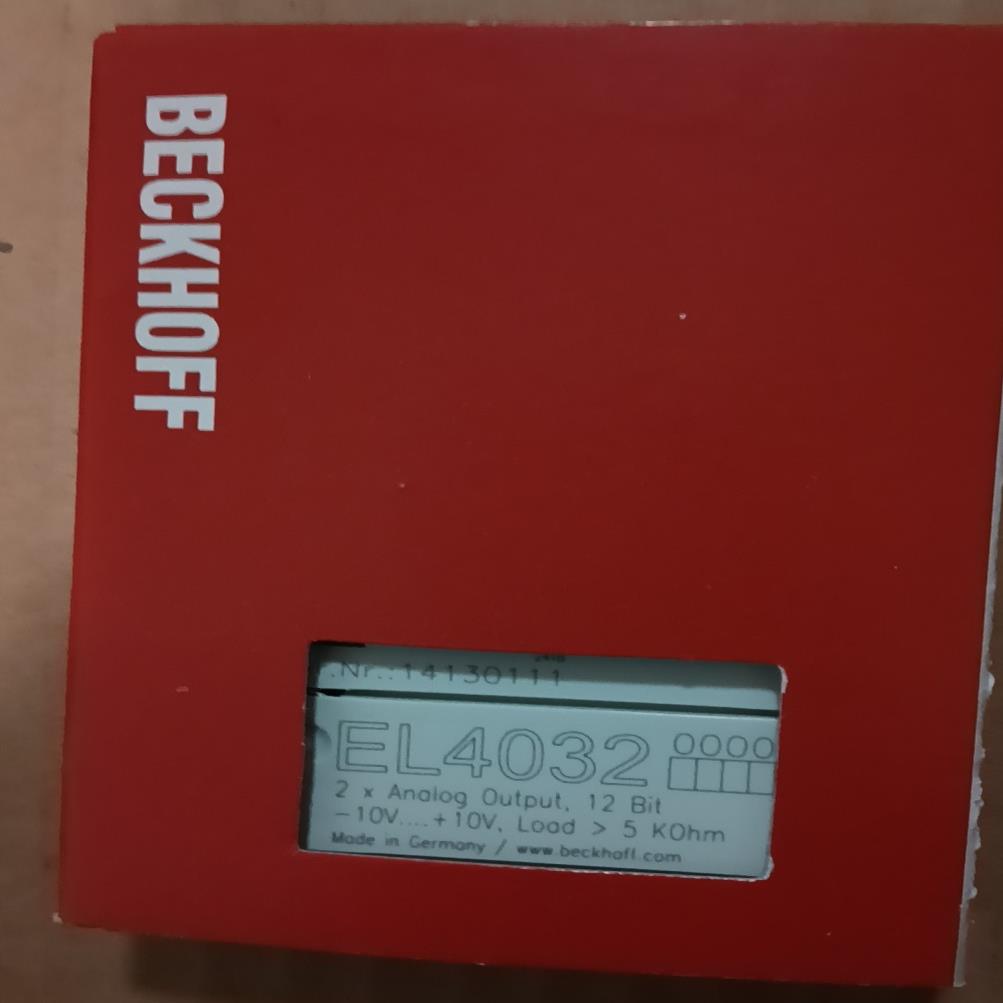 BECKHOFF
.Nr.:14130111
EL4032 0000
2 x Analog Output, 12 Bit
-10V....+10V, Load > 5 KOhm
Made in Germany / www.beckhoff.com